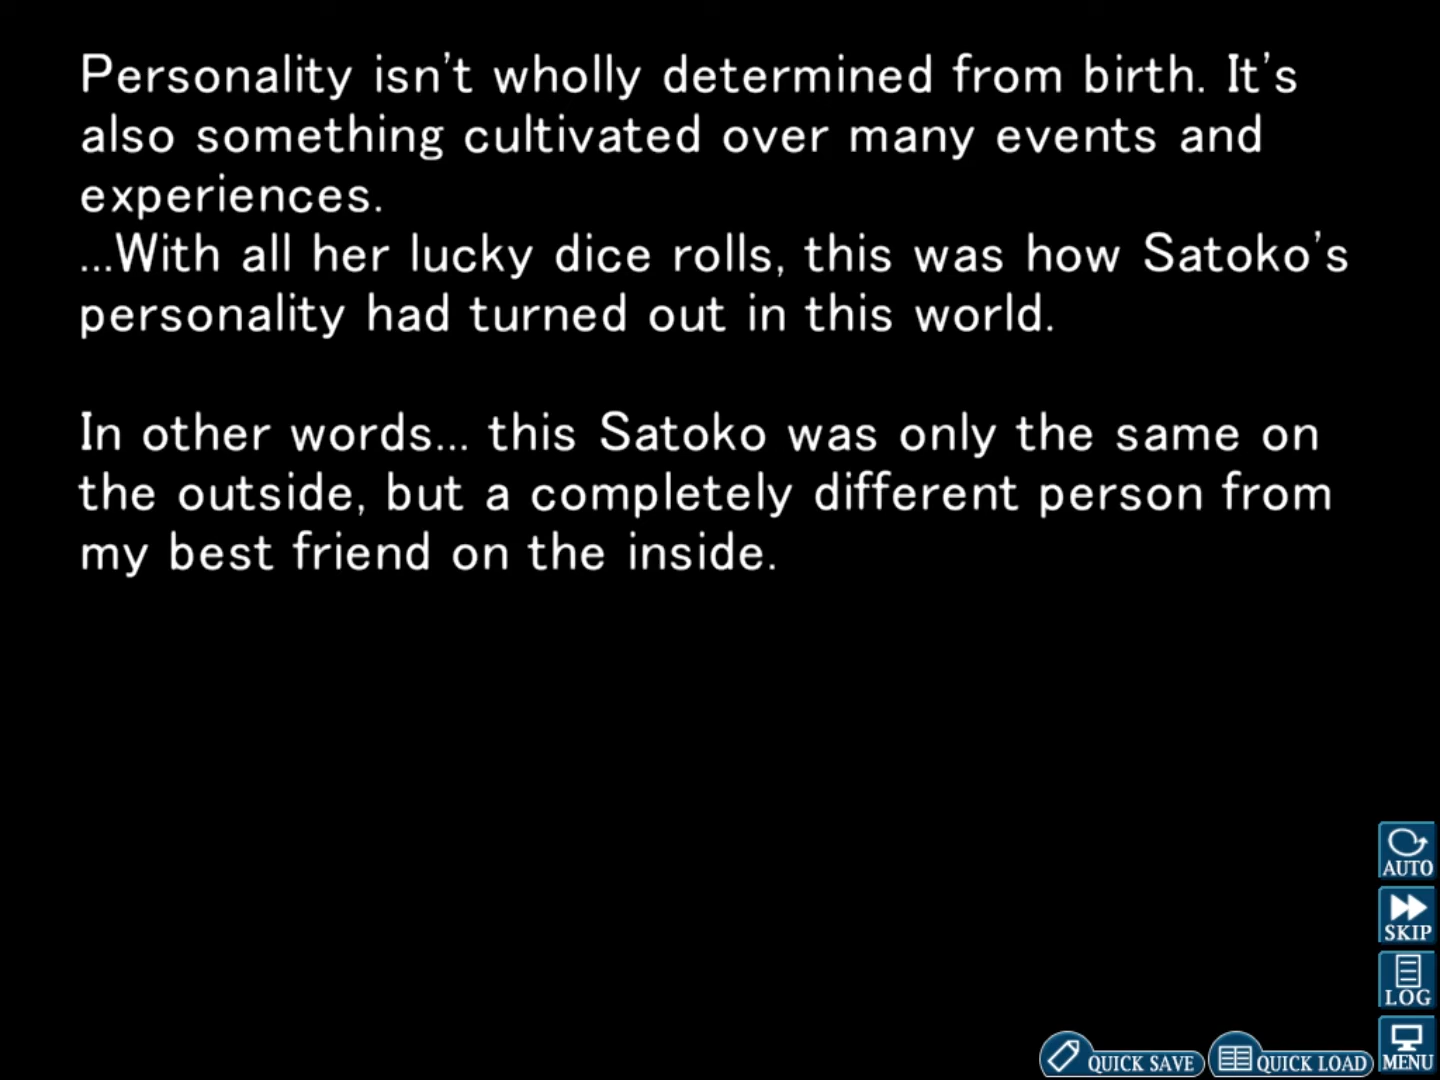 Personality isn't wholly determined from birth. It's
also something cultivated over many events and
experiences.
...With all her lucky dice rolls, this was how Satoko's
personality had turned out in this world.
In other words... this Satoko was only the same on
the outside, but a completely different person from
my best friend on the inside.
AUTO
SKIP
LOG
QUICK SAVE QUICK LOAD MENU